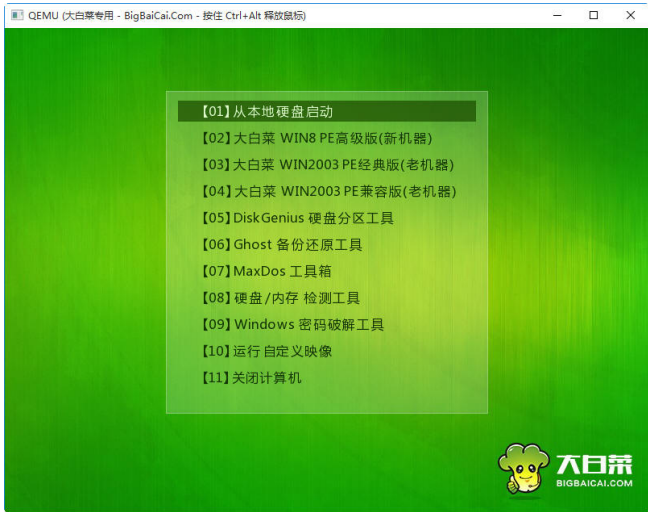 QEMU (大白菜专用 - BigBaiCai.Com - 按住 Ctrl+Alt 释放鼠标)
【01】从本地硬盘启动
【02】大白菜 WIN8 PE高级版(新机器)
【03】大白菜 WIN2003 PE经典版(老机器)
【04】大白菜 WIN2003 PE兼容版(老机器)
【05】DiskGenius 硬盘分区工具
【06】Ghost 备份还原工具
【07】MaxDos 工具箱
【08】硬盘/内存 检测工具
【09】Windows 密码破解工具
【10】运行自定义映像
【11】关闭计算机
大白菜
BIGBAICAI.COM